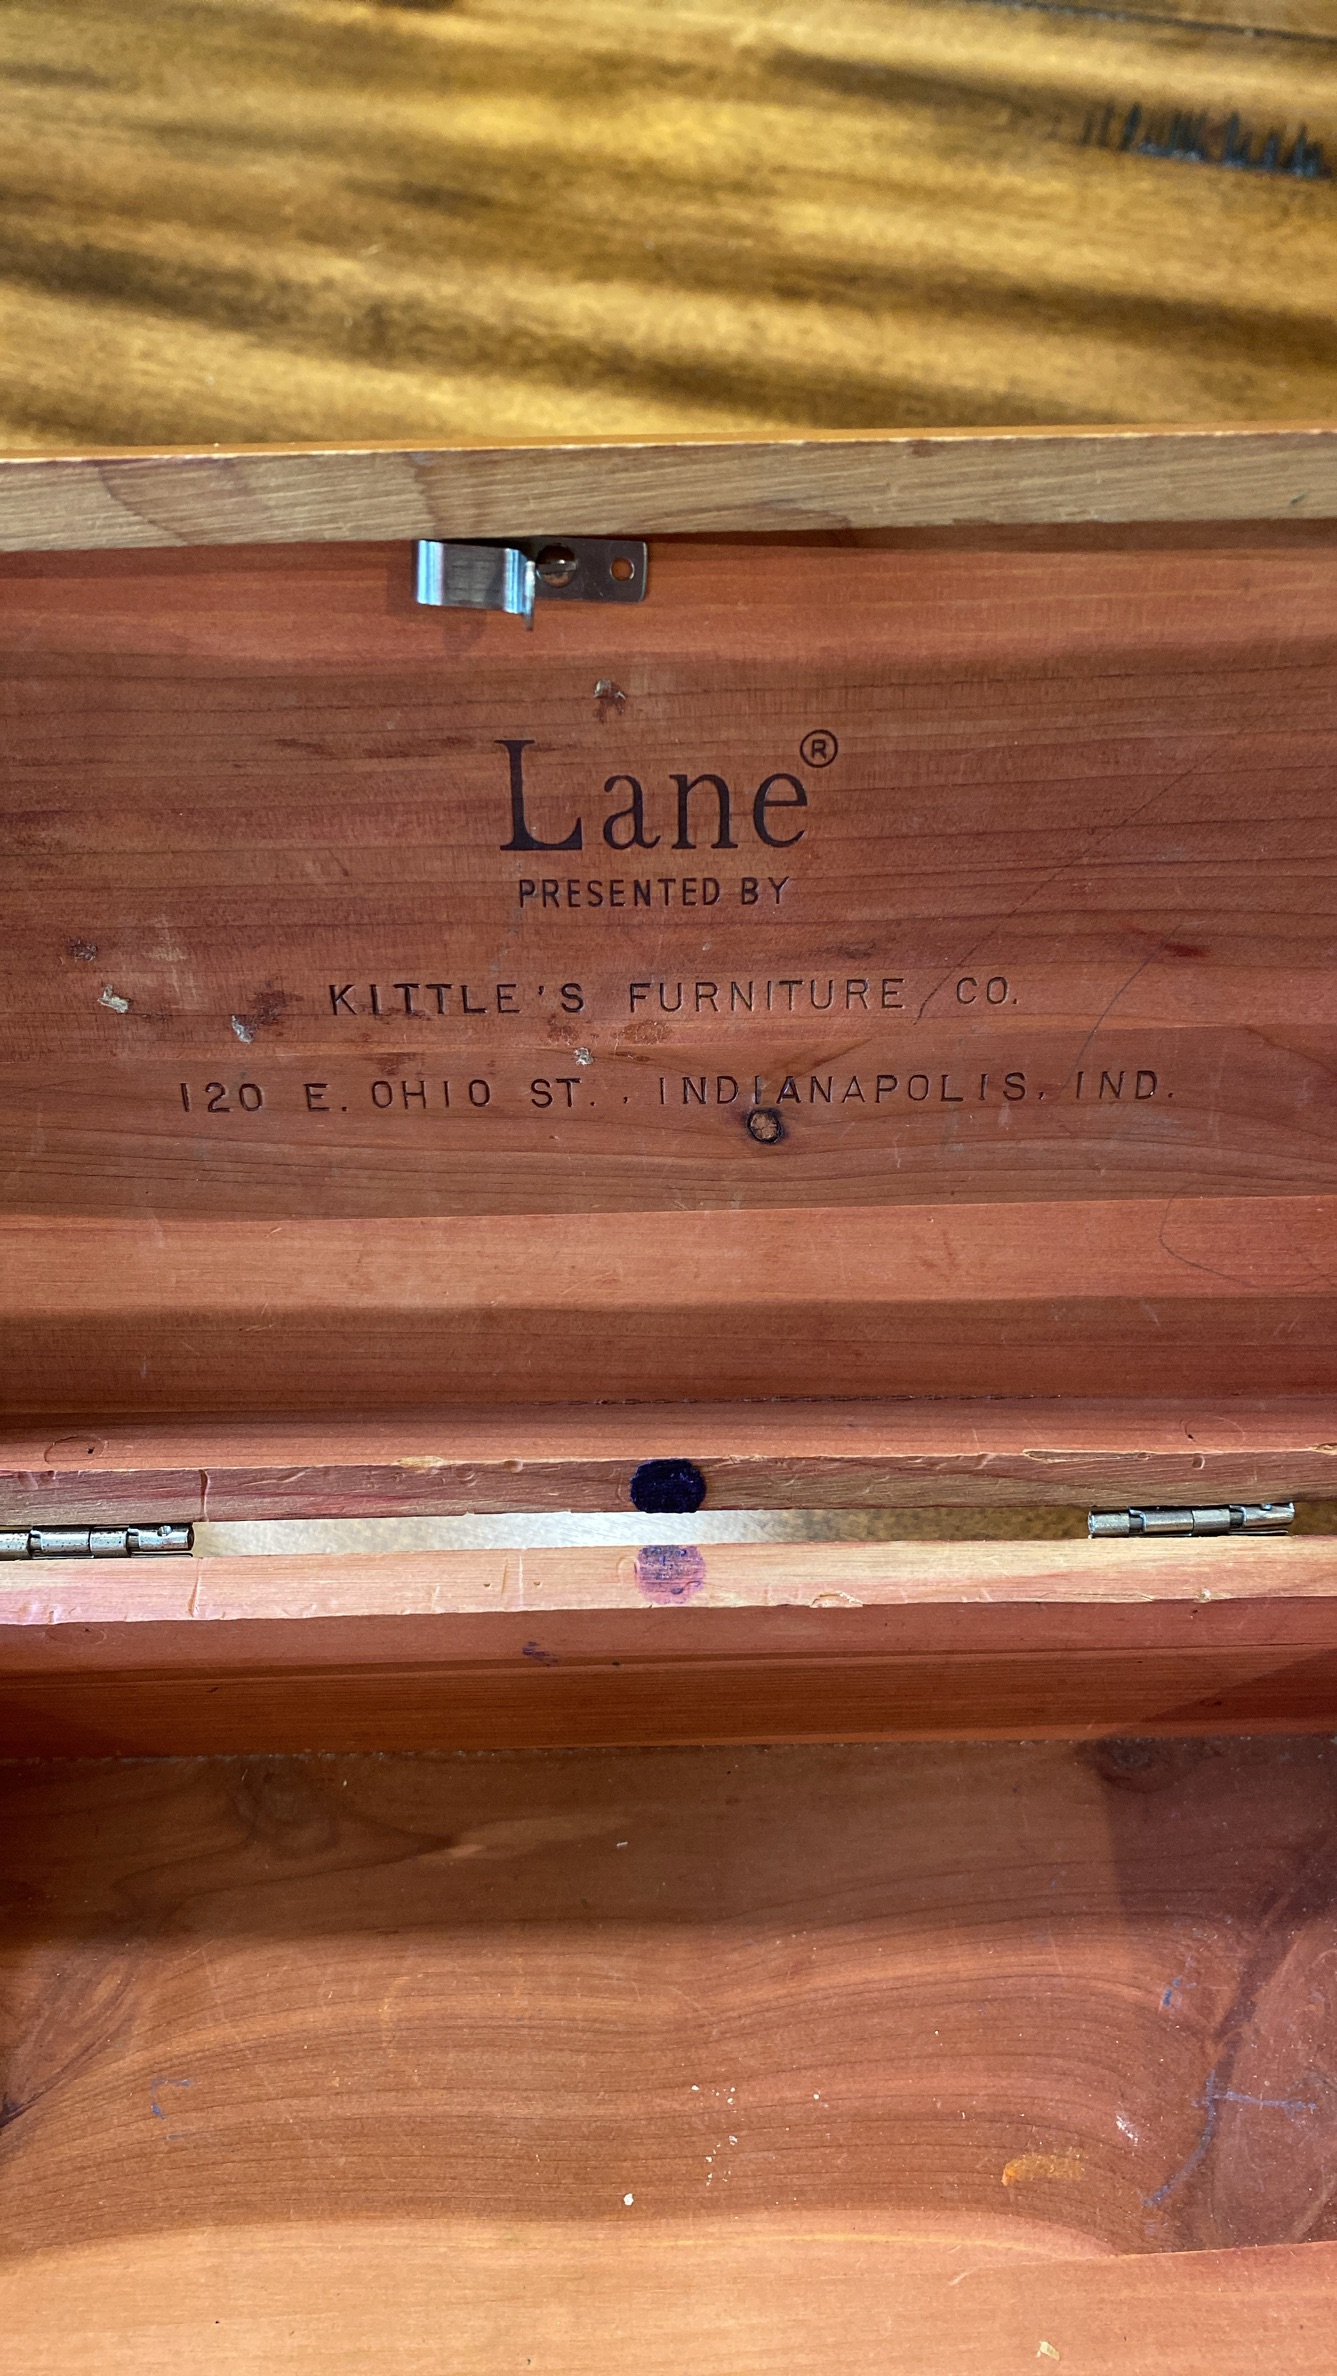 Lane®
PRESENTED BY
KITTLE'S FURNITURE CO.
120 E. OHIO ST., INDIANAPOLIS, IND.